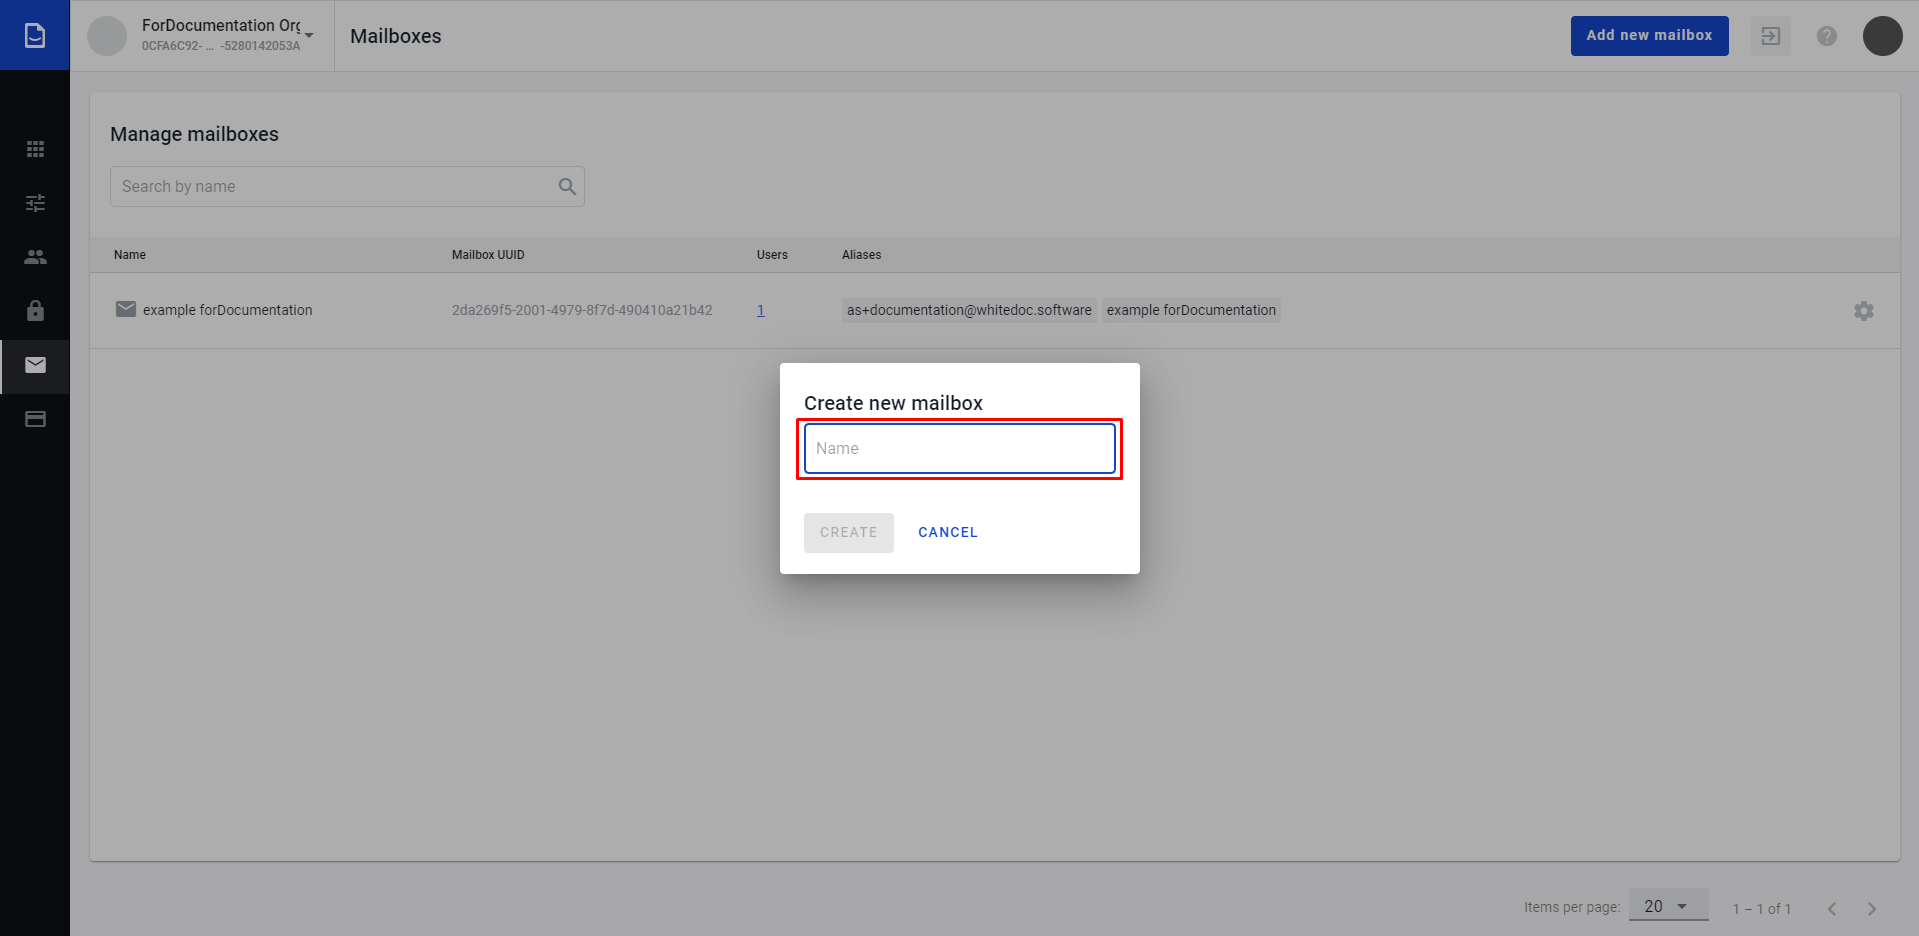 ForDocumentation Org
0CFA6C92- ... -5280142053A
Mailboxes
Add new mailbox
Manage mailboxes
Search by name
Name Mailbox UUID Users Aliases
example forDocumentation 2da269f5-2001-4979-8f7d-490410a21b42 1 as+documentation@whitedoc.software example forDocumentation
Create new mailbox
Name
CREATE CANCEL
Items per page: 20 1 – 1 of 1